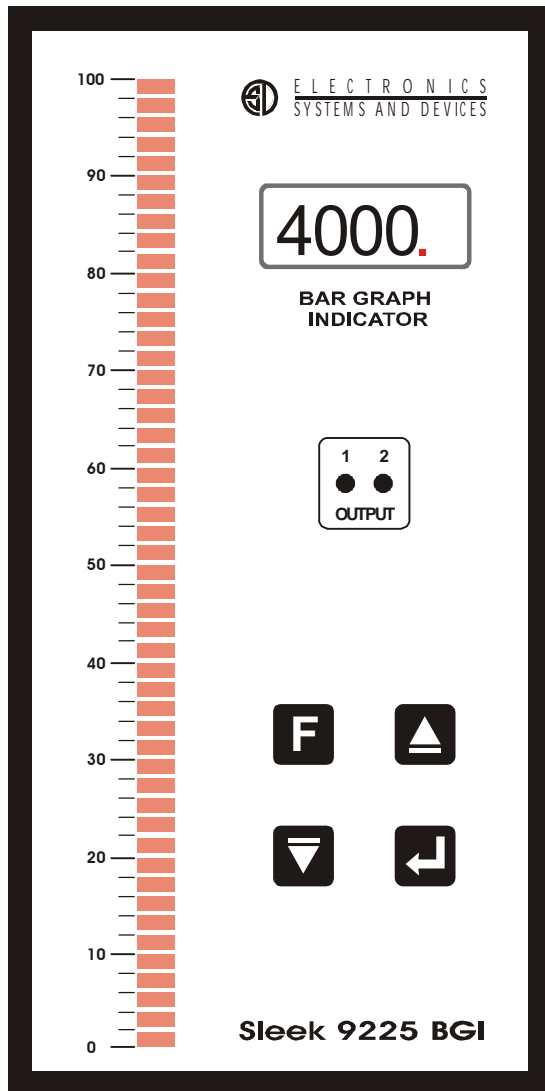 100
90
80
70
60
50
40
30
20
10
0
ELECTRONICS
SYSTEMS AND DEVICES
4000.
BAR GRAPH
INDICATOR
1 2
OUTPUT
F
Sleek 9225 BGI